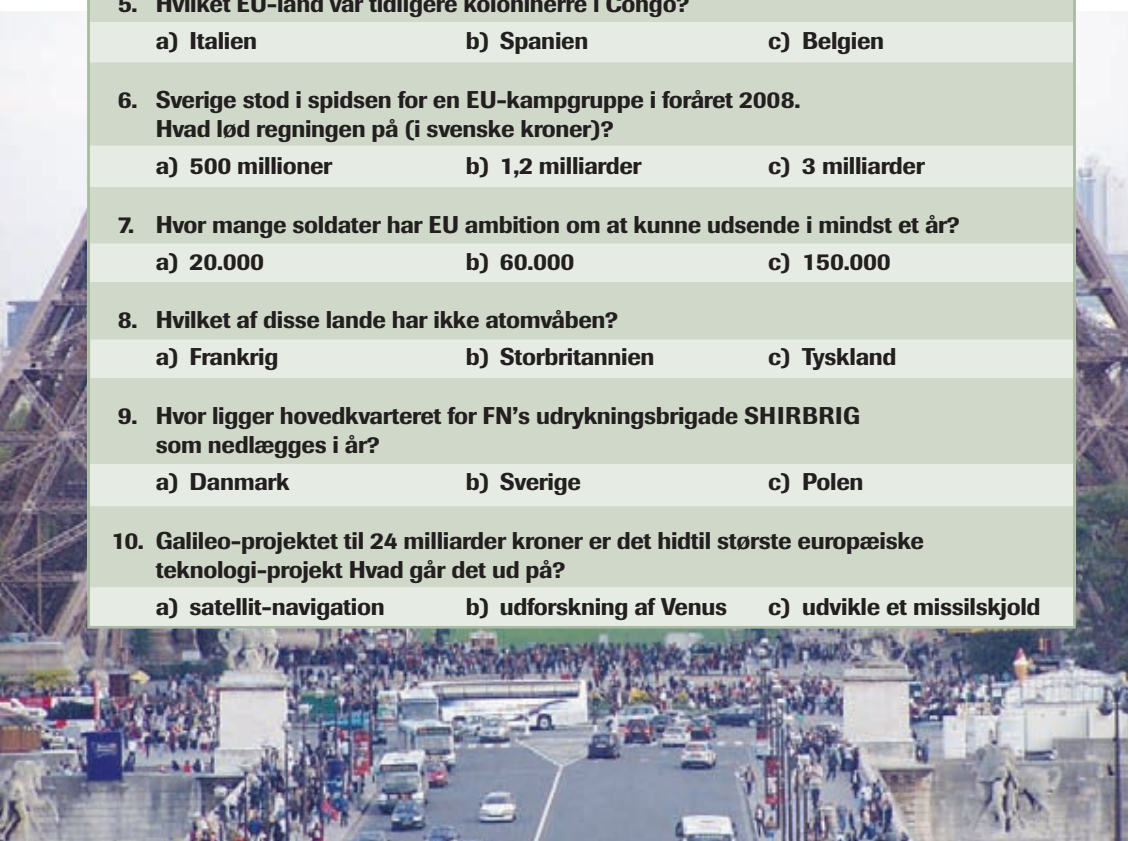 5. Hvilket EU-land var tidligere koloniherre i Congo?
a) Italien b) Spanien c) Belgien
6. Sverige stod i spidsen for en EU-kampgruppe i foråret 2008.
Hvad lød regningen på (i svenske kroner)?
a) 500 millioner b) 1,2 milliarder c) 3 milliarder
7. Hvor mange soldater har EU ambition om at kunne udsende i mindst et år?
a) 20.000 b) 60.000 c) 150.000
8. Hvilket af disse lande har ikke atomvåben?
a) Frankrig b) Storbritannien c) Tyskland
9. Hvor ligger hovedkvarteret for FN's udrykningsbrigade SHIRBRIG
som nedlægges i år?
a) Danmark b) Sverige c) Polen
10. Galileo-projektet til 24 milliarder kroner er det hidtil største europæiske
teknologi-projekt Hvad går det ud på?
a) satellit-navigation b) udforskning af Venus c) udvikle et missilskjold